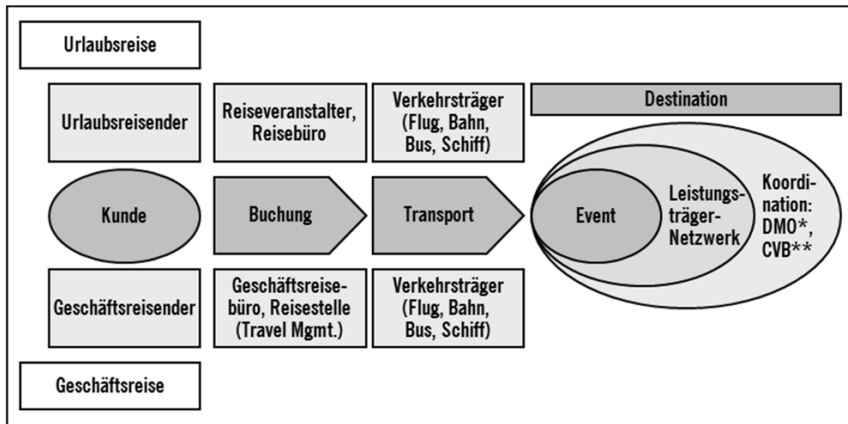 Urlaubsreise
Urlaubsreisender
Reiseveranstalter,
Reisebüro
Verkehrsträger
(Flug, Bahn,
Bus, Schiff)
Destination
Kunde
Buchung
Transport
Event
Leistungs-
träger-
Netzwerk
Koordi-
nation:
DMO*,
CVB**
Geschäftsreisender
Geschäftsreise-
büro, Reisestelle
(Travel Mgmt.)
Verkehrsträger
(Flug, Bahn,
Bus, Schiff)
Geschäftsreise